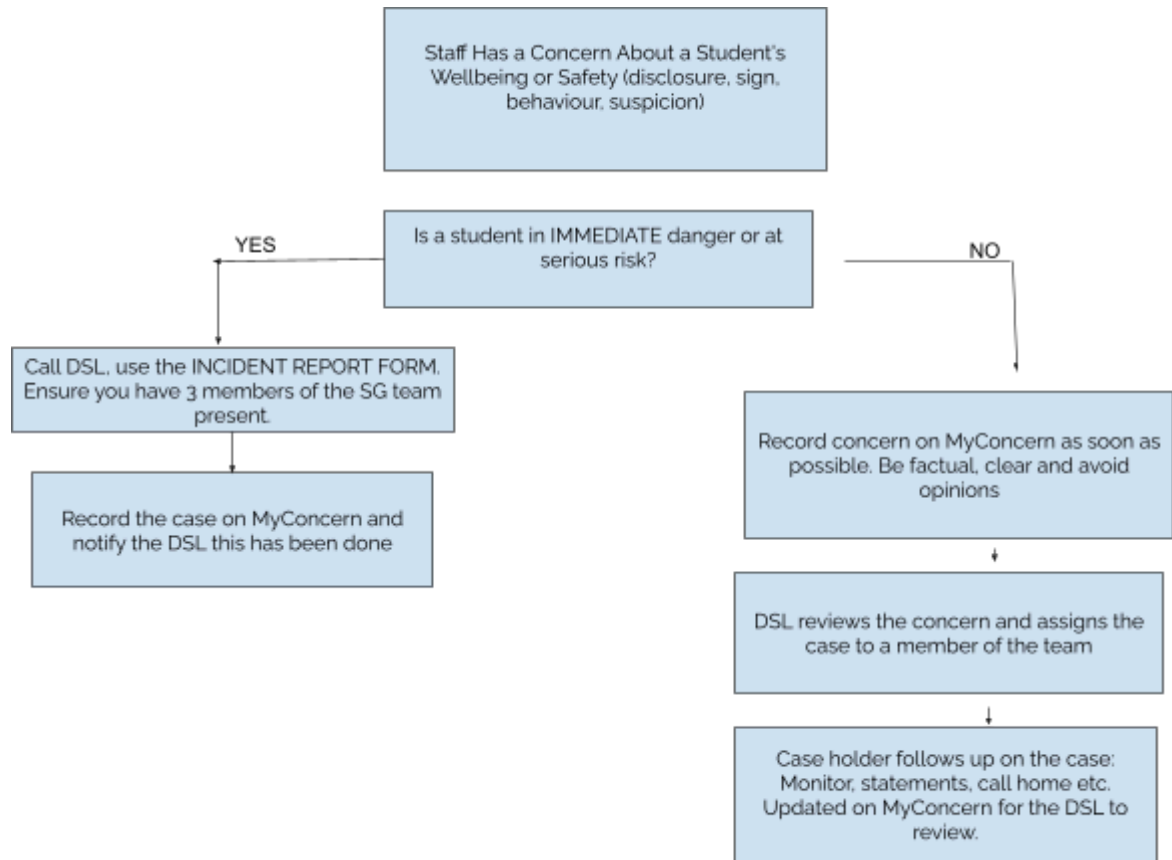 Staff Has a Concern About a Student's
Wellbeing or Safety (disclosure, sign,
behaviour, suspicion)
Is a student in IMMEDIATE danger or at
serious risk?
YES
NO
Call DSL, use the INCIDENT REPORT FORM.
Ensure you have 3 members of the SG team
present.
Record the case on MyConcern and
notify the DSL this has been done
Record concern on MyConcern as soon as
possible. Be factual, clear and avoid
opinions
DSL reviews the concern and assigns the
case to a member of the team
Case holder follows up on the case:
Monitor, statements, call home etc.
Updated on MyConcern for the DSL to
review.